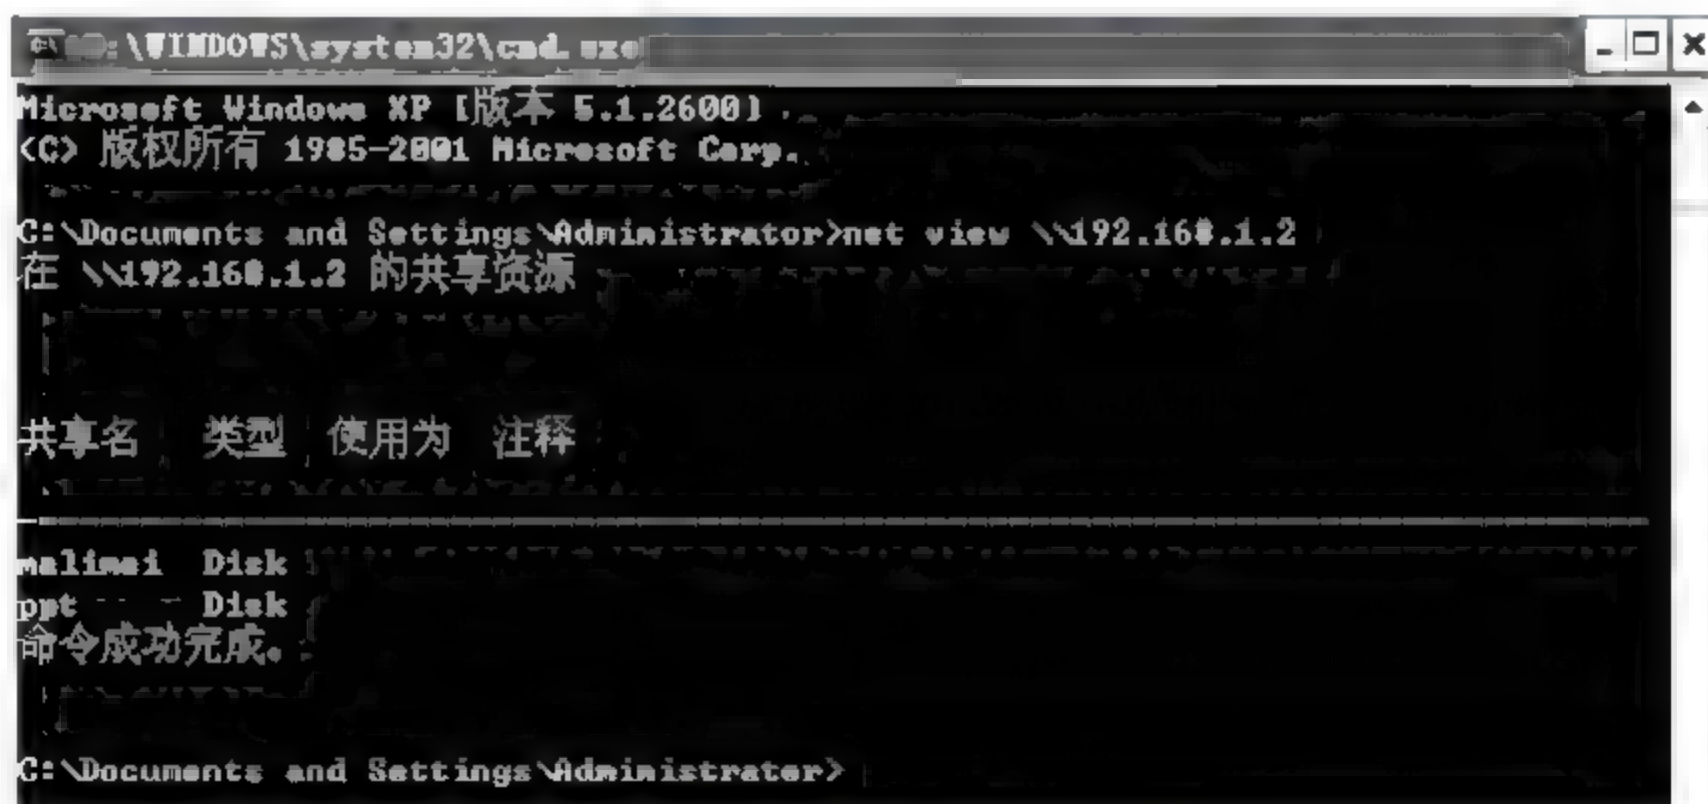 C:\WINDOWS\system32\cmd.exe
Microsoft Windows XP [版本 5.1.2600]
(C) 版权所有 1985-2001 Microsoft Corp.
C:\Documents and Settings\Administrator>net view \\192.168.1.2
在 \\192.168.1.2 的共享资源
共享名 类型 使用为 注释
malimai Disk
ppt Disk
命令成功完成。
C:\Documents and Settings\Administrator>